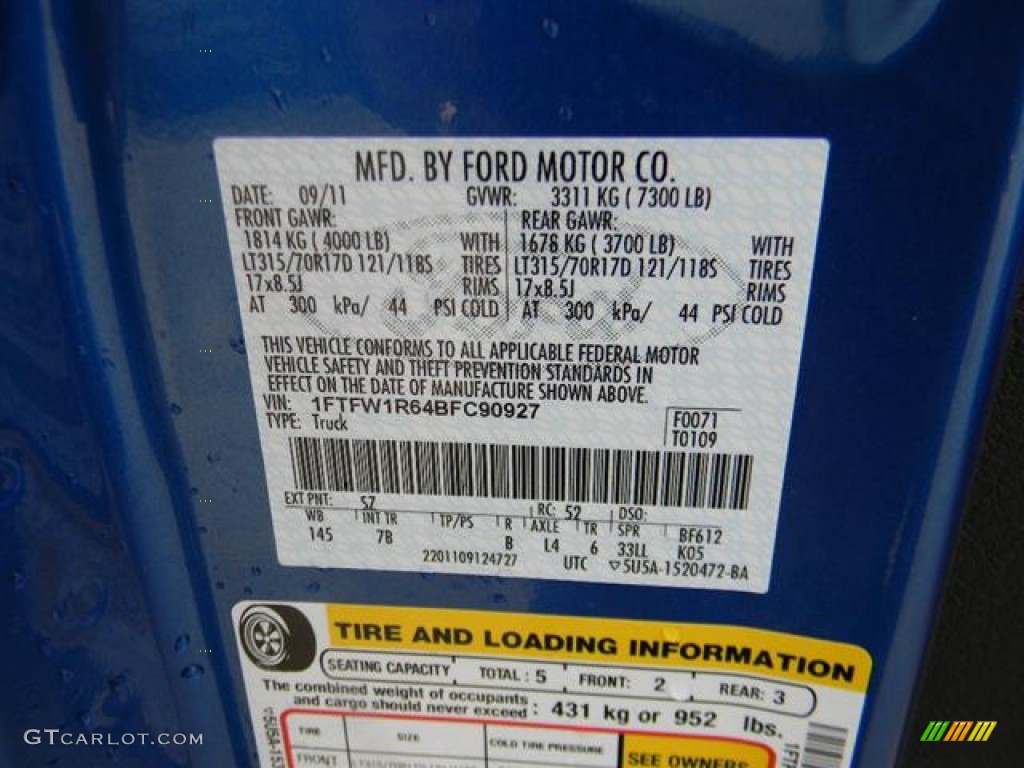 MFD. BY FORD MOTOR CO.
DATE: 09/11 GVWR: 3311 KG ( 7300 LB)
FRONT GAWR: REAR GAWR:
1814 KG ( 4000 LB) WITH 1678 KG ( 3700 LB) WITH
LT315/70R17D 121/118S TIRES LT315/70R17D 121/118S TIRES
17x8.5J RIMS 17x8.5J RIMS
AT 300 kPa/ 44 PSI COLD AT 300 kPa/ 44 PSI COLD
THIS VEHICLE CONFORMS TO ALL APPLICABLE FEDERAL MOTOR
VEHICLE SAFETY AND THEFT PREVENTION STANDARDS IN
EFFECT ON THE DATE OF MANUFACTURE SHOWN ABOVE.
VIN: 1FTFW1R64BFC90927
TYPE: Truck
F0071
T0109
EXT PNT: SZ RC: 52 DSO:
WB INT TR TP/PS R AXLE TR SPR BF612
145 7B B L4 6 33LL K05
2201109124727 UTC ▽5U5A-1520472-BA
TIRE AND LOADING INFORMATION
SEATING CAPACITY TOTAL : 5 FRONT: 2 REAR: 3
The combined weight of occupants
and cargo should never exceed : 431 kg or 952 lbs.
TIRE SIZE COLD TIRE PRESSURE SEE OWNERS
FRONT
GTCARLOT.COM